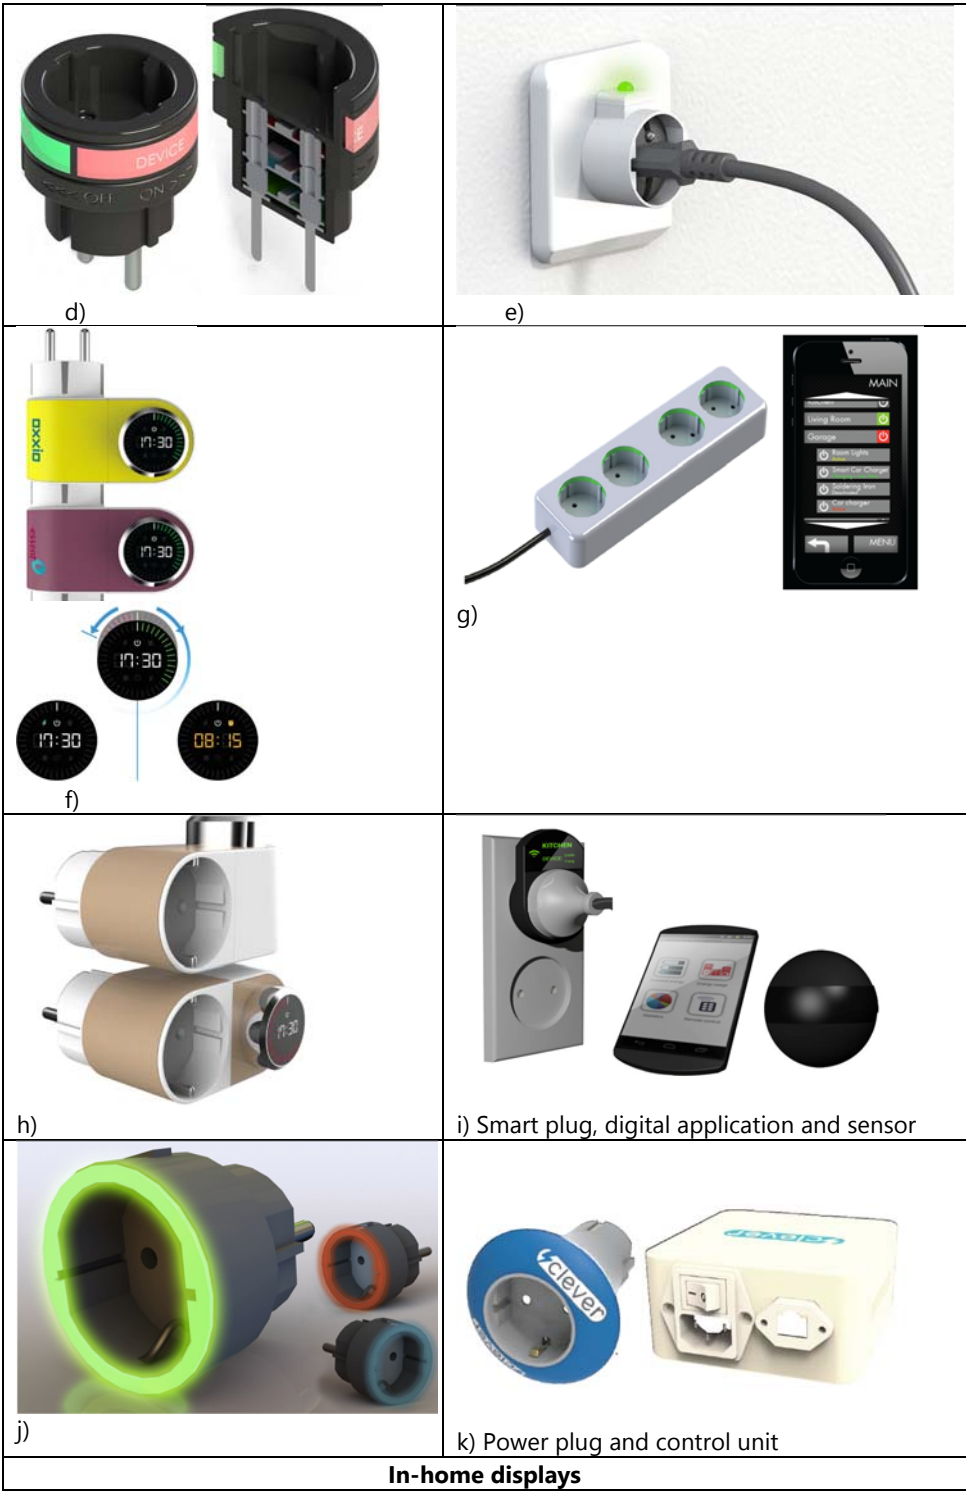 DEVICE
<<< OFF ON >>>
E
d)
e)
oxxio
17:30
essent
17:30
17:30
17:30
08:15
f)
MAIN
Living Room
Garage
Room Lights
Smart Car Charger
Soldering Iron
Car charger
MENU
g)
17:30
h)
KITCHEN
DEVICE
i) Smart plug, digital application and sensor
j)
clever
clever
k) Power plug and control unit
In-home displays